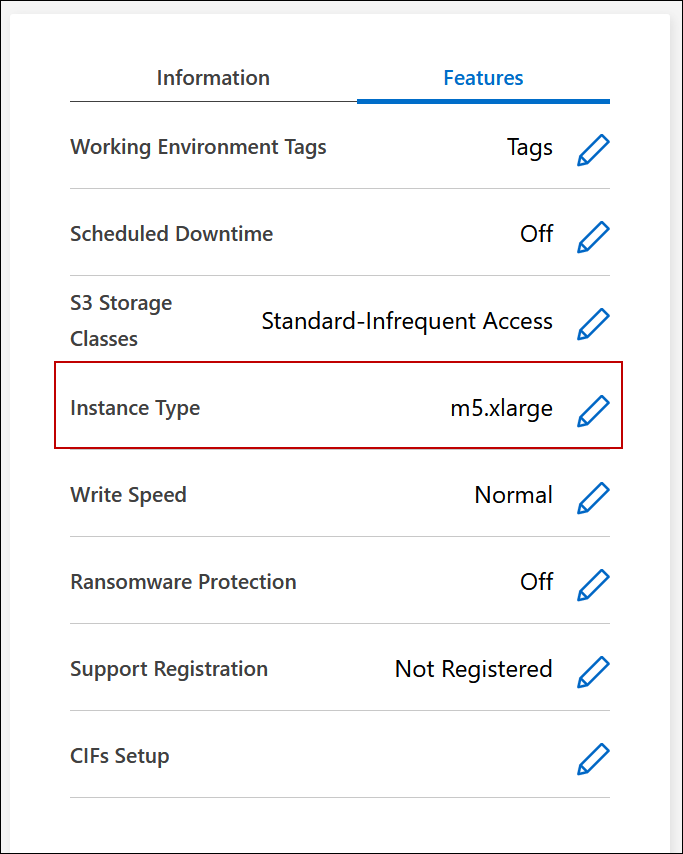 Information Features
Working Environment Tags Tags
Scheduled Downtime Off
S3 Storage
Classes Standard-Infrequent Access
Instance Type m5.xlarge
Write Speed Normal
Ransomware Protection Off
Support Registration Not Registered
CIFs Setup